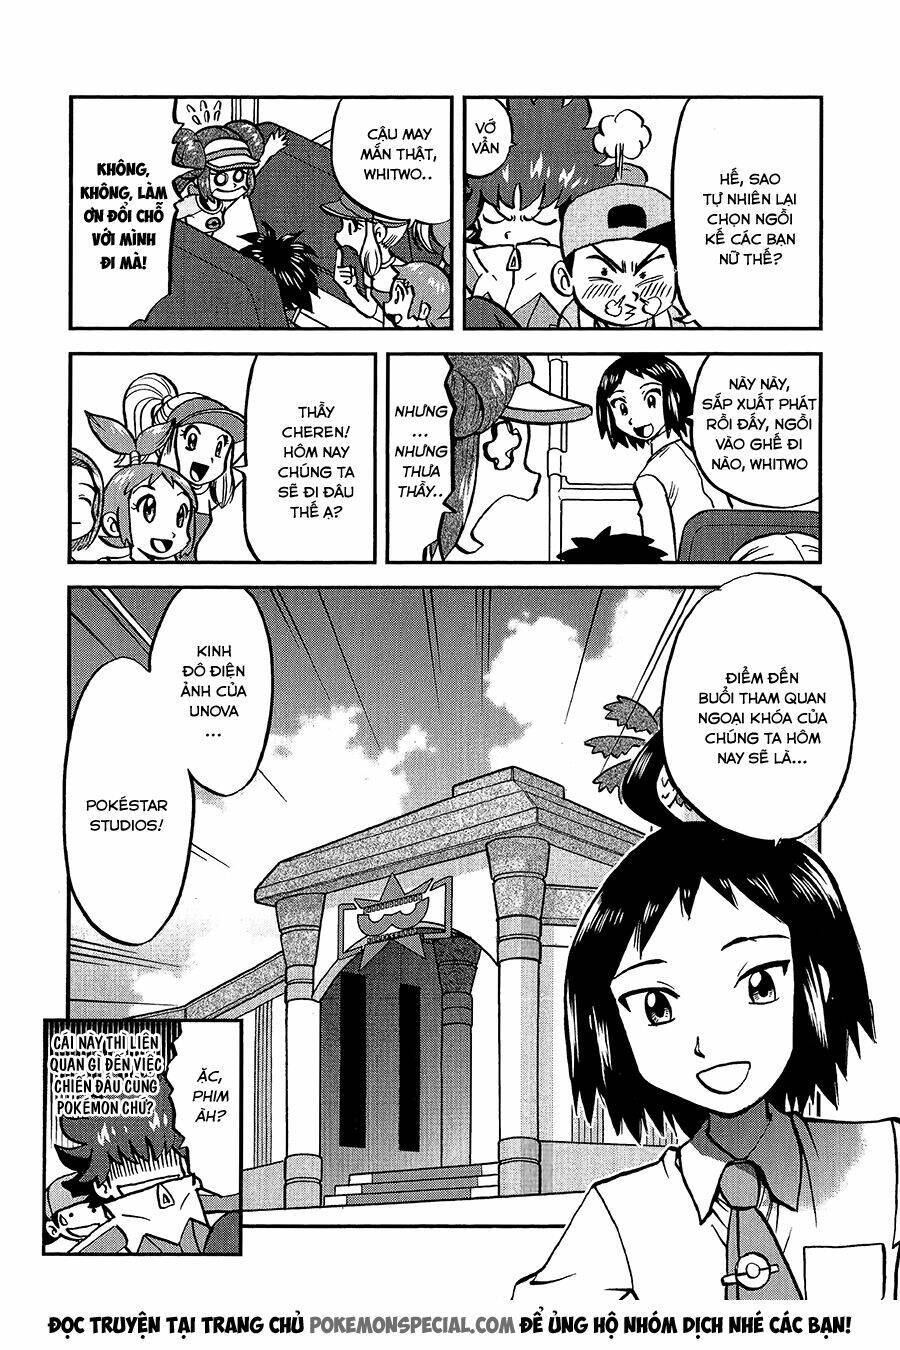 HẾ, SAO
TỰ NHIÊN LẠI
CHỌN NGỒI
KẾ CÁC BẠN
NỮ THẾ?
VỚ
VẨN
CẬU MAY
MẮN THẬT,
WHITWO..
KHÔNG,
KHÔNG, LÀM
ƠN ĐỔI CHỖ
VỚI MÌNH
ĐI MÀ!
NÀY NÀY,
SẮP XUẤT PHÁT
RỒI ĐẤY, NGỒI
VÀO GHẾ ĐI
NÀO, WHITWO
NHƯNG
...
NHƯNG
THƯA
THẦY..
THẦY
CHEREN!
HÔM NAY
CHÚNG TA
SẼ ĐI ĐÂU
THẾ Ạ?
ĐIỂM ĐẾN
BUỔI THAM QUAN
NGOẠI KHÓA CỦA
CHÚNG TA HÔM
NAY SẼ LÀ...
KINH
ĐÔ ĐIỆN
ẢNH CỦA
UNOVA
...
POKÉSTAR
STUDIOS!
ẶC,
PHIM
ẢNH?
CÁI NÀY THÌ LIÊN
QUAN GÌ ĐẾN VIỆC
CHIẾN ĐẤU CÙNG
POKÉMON CHỨ?
ĐỌC TRUYỆN TẠI TRANG CHỦ POKEMONSPECIAL.COM ĐỂ ỦNG HỘ NHÓM DỊCH NHÉ CÁC BẠN!